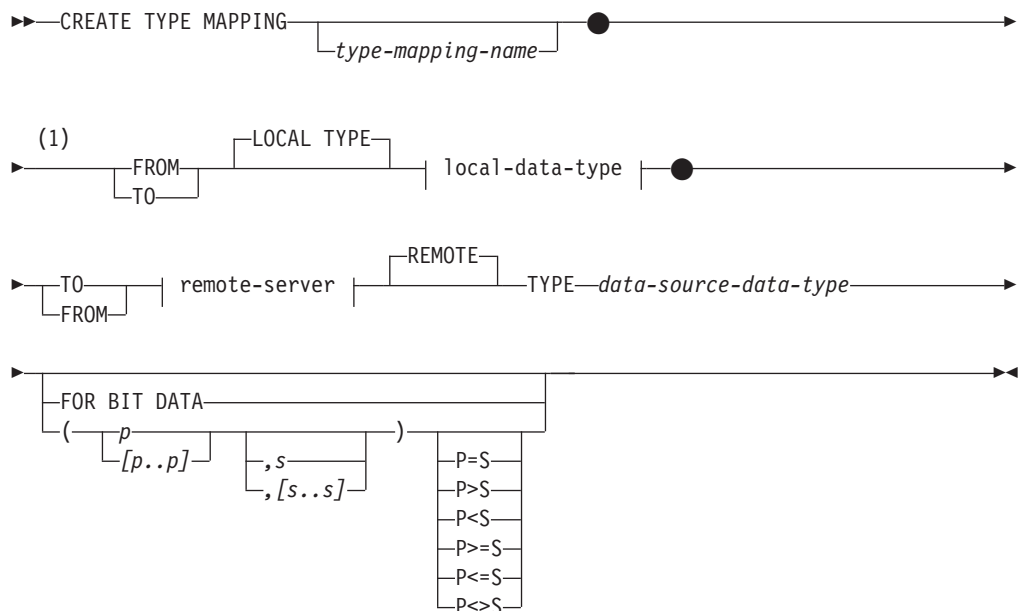 CREATE TYPE MAPPING
type-mapping-name
(1)
LOCAL TYPE
FROM local-data-type
TO
REMOTE
TO remote-server TYPE data-source-data-type
FROM
FOR BIT DATA
( p )
[p..p] ,s
,[s..s]
P=S
P>S
P<S
P>=S
P<=S
P<>S